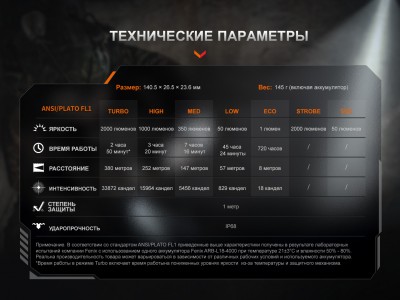 ТЕХНИЧЕСКИЕ ПАРАМЕТРЫ
Размер: 140.5 × 26.5 × 23.6 мм Вес: 145 г (включая аккумулятор)
ANSI/PLATO FL1 TURBO HIGH MED LOW ECO STROBE
ЯРКОСТЬ 2000 люменов 1000 люменов 350 люменов 50 люменов 1 люмен 2000 люменов 50 люменов
ВРЕМЯ РАБОТЫ 2 часа 50 минут* 3 часа 20 минут 7 часов 36 минут 45 часа 24 минуты 720 часов / /
РАССТОЯНИЕ 380 метров 252 метров 147 метров 57 метров 8 метров / /
ИНТЕНСИВНОСТЬ 33872 кандел 15964 кандел 5456 кандел 829 кандел 18 кандел / /
СТЕПЕНЬ ЗАЩИТЫ 1 метр
УДАРОПРОЧНОСТЬ IP68
Примечание. В соответствии со стандартом ANSI/PLATO FL1 приведенные выше характеристики получены в результате лабораторных
испытаний компании Fenix с использованием одного аккумулятора Fenix ARB-L18-4000 при температуре 21±3°C и влажности 50% - 80%.
Реальная производительность товара может варьироваться в зависимости от различных рабочих условий и используемого аккумулятора.
*Время работы в режиме Turbo включает время работы на пониженных уровнях яркости из-за температуры и защитного механизма.